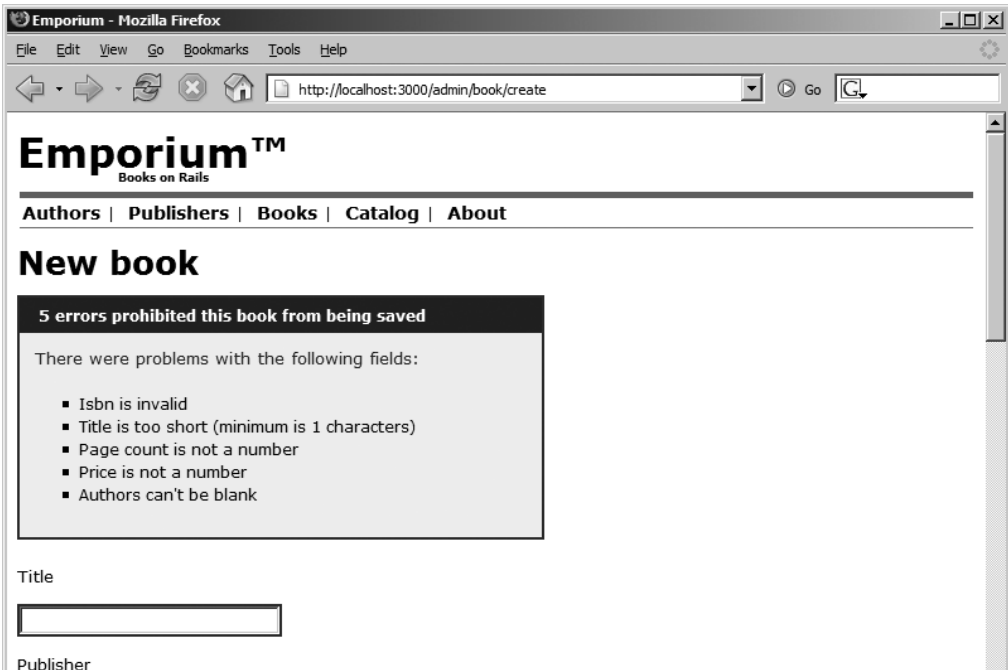 Emporium - Mozilla Firefox
File Edit View Go Bookmarks Tools Help
http://localhost:3000/admin/book/create Go G
Emporium™
Books on Rails
Authors | Publishers | Books | Catalog | About
New book
5 errors prohibited this book from being saved
There were problems with the following fields:
Isbn is invalid
Title is too short (minimum is 1 characters)
Page count is not a number
Price is not a number
Authors can't be blank
Title
Publisher